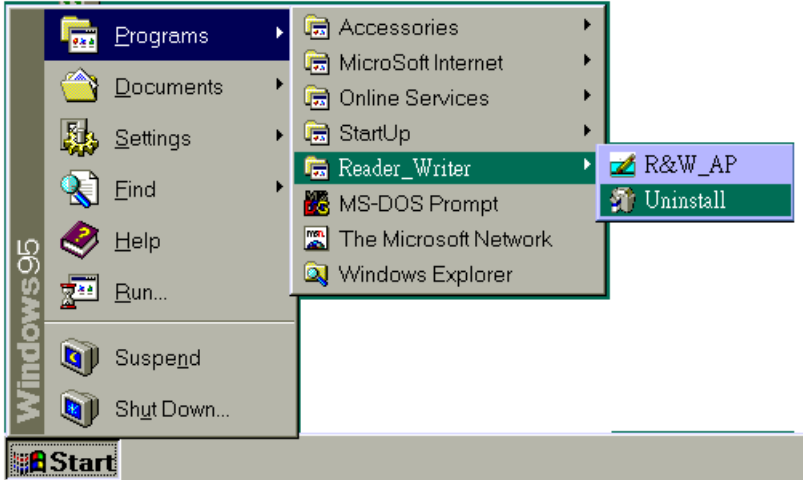 Programs
Documents
Settings
Find
Help
Run...
Suspend
Shut Down...
Windows95
Start
Accessories
MicroSoft Internet
Online Services
StartUp
Reader_Writer
MS-DOS Prompt
The Microsoft Network
Windows Explorer
R&W_AP
Uninstall